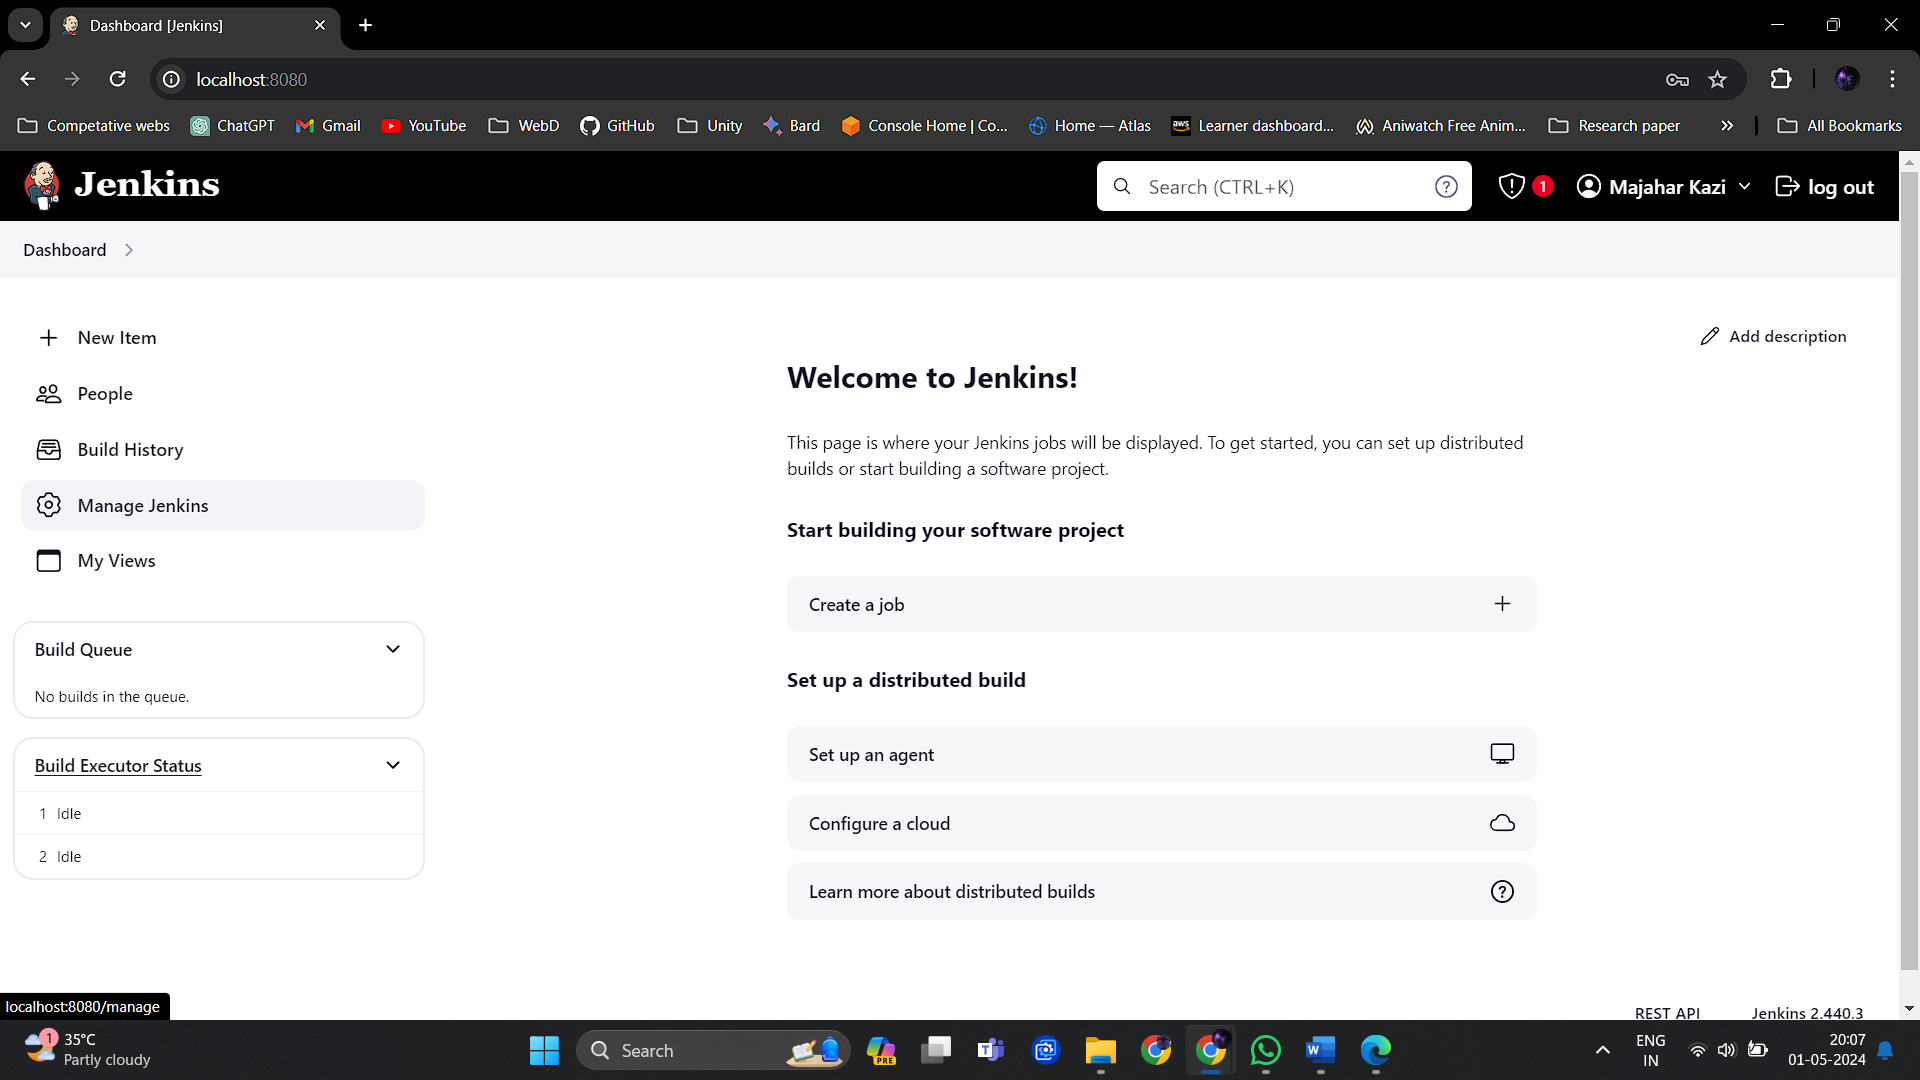 Dashboard [Jenkins]
localhost:8080
Competative webs
ChatGPT
Gmail
YouTube
WebD
GitHub
Unity
Bard
Console Home | Co...
Home — Atlas
aws
Learner dashboard...
Aniwatch Free Anim...
Research paper
All Bookmarks
Jenkins
Search (CTRL+K)
1
Majahar Kazi
log out
Dashboard
New Item
People
Build History
Manage Jenkins
My Views
Build Queue
No builds in the queue.
Build Executor Status
1 Idle
2 Idle
Add description
Welcome to Jenkins!
This page is where your Jenkins jobs will be displayed. To get started, you can set up distributed
builds or start building a software project.
Start building your software project
Create a job
Set up a distributed build
Set up an agent
Configure a cloud
Learn more about distributed builds
REST API
Jenkins 2.440.3
localhost:8080/manage
1
35°C
Partly cloudy
Search
PRE
ENG
IN
20:07
01-05-2024